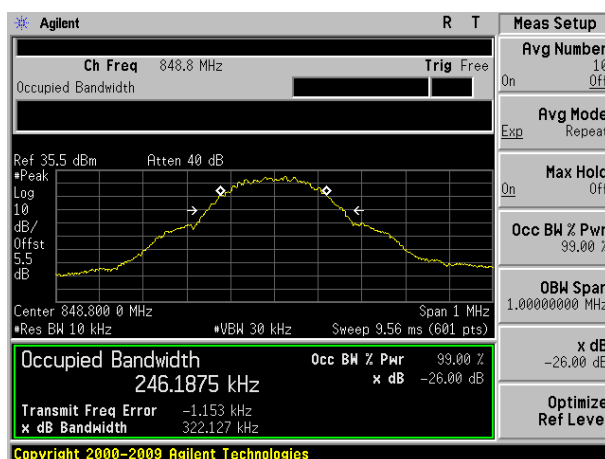 Agilent R T
Ch Freq 848.8 MHz Trig Free
Occupied Bandwidth
Ref 35.5 dBm Atten 40 dB
#Peak
Log
10
dB/
Offst
5.5
dB
Center 848.800 0 MHz Span 1 MHz
#Res BW 10 kHz #VBW 30 kHz Sweep 9.56 ms (601 pts)
Occupied Bandwidth Occ BW % Pwr 99.00 %
246.1875 kHz x dB -26.00 dB
Transmit Freq Error -1.153 kHz
x dB Bandwidth 322.127 kHz
Copyright 2000-2009 Agilent Technologies
Meas Setup
Avg Number
10
On Off
Avg Mode
Exp Repeat
Max Hold
On Off
Occ BW % Pwr
99.00 %
OBW Span
1.00000000 MHz
x dB
-26.00 dB
Optimize
Ref Level